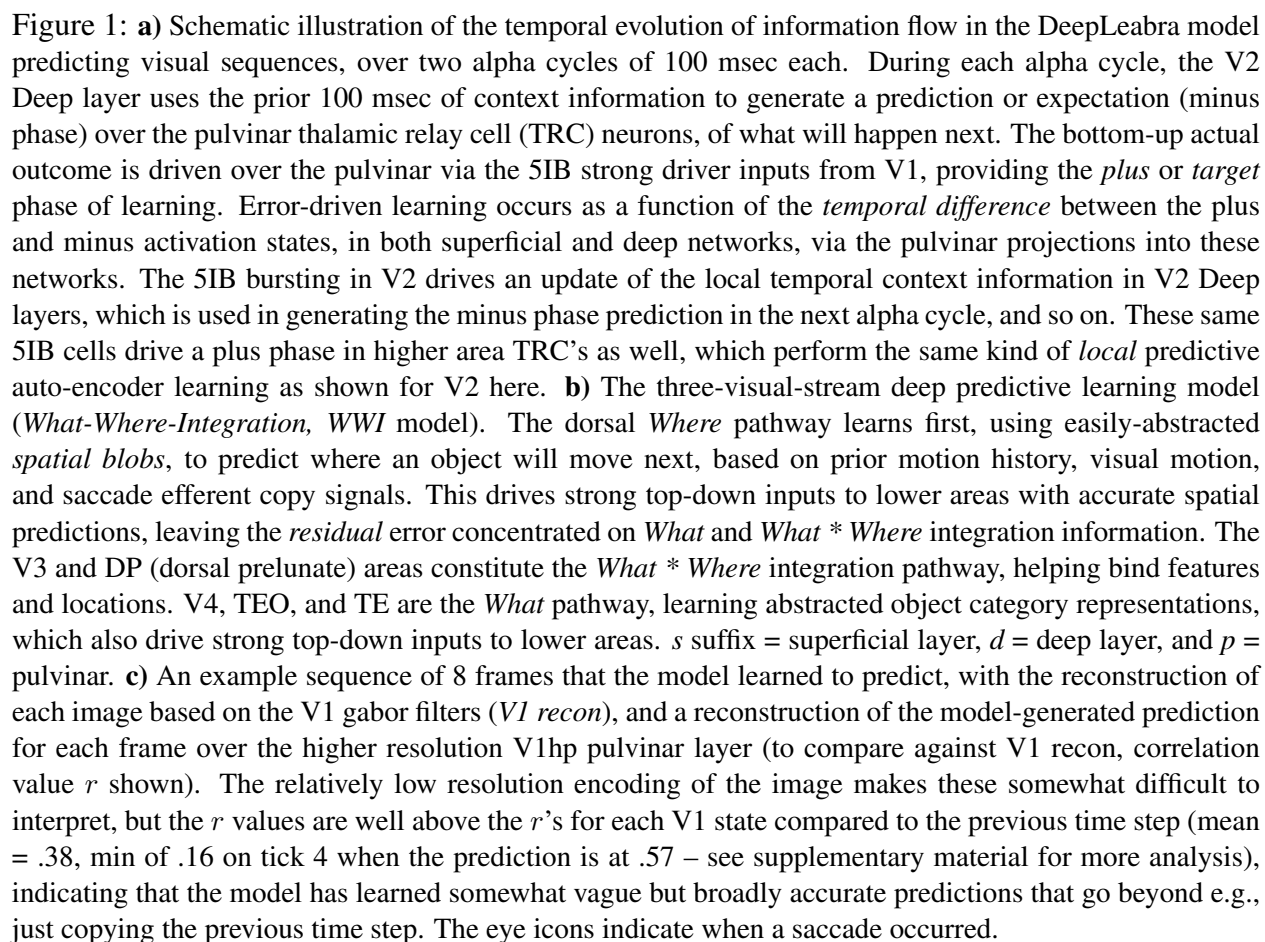 Figure 1: a) Schematic illustration of the temporal evolution of information flow in the DeepLeabra model
predicting visual sequences, over two alpha cycles of 100 msec each. During each alpha cycle, the V2
Deep layer uses the prior 100 msec of context information to generate a prediction or expectation (minus
phase) over the pulvinar thalamic relay cell (TRC) neurons, of what will happen next. The bottom-up actual
outcome is driven over the pulvinar via the 5IB strong driver inputs from V1, providing the plus or target
phase of learning. Error-driven learning occurs as a function of the temporal difference between the plus
and minus activation states, in both superficial and deep networks, via the pulvinar projections into these
networks. The 5IB bursting in V2 drives an update of the local temporal context information in V2 Deep
layers, which is used in generating the minus phase prediction in the next alpha cycle, and so on. These same
5IB cells drive a plus phase in higher area TRC's as well, which perform the same kind of local predictive
auto-encoder learning as shown for V2 here. b) The three-visual-stream deep predictive learning model
(What-Where-Integration, WWI model). The dorsal Where pathway learns first, using easily-abstracted
spatial blobs, to predict where an object will move next, based on prior motion history, visual motion,
and saccade efferent copy signals. This drives strong top-down inputs to lower areas with accurate spatial
predictions, leaving the residual error concentrated on What and What * Where integration information. The
V3 and DP (dorsal prelunate) areas constitute the What * Where integration pathway, helping bind features
and locations. V4, TEO, and TE are the What pathway, learning abstracted object category representations,
which also drive strong top-down inputs to lower areas. s suffix = superficial layer, d = deep layer, and p =
pulvinar. c) An example sequence of 8 frames that the model learned to predict, with the reconstruction of
each image based on the V1 gabor filters (V1 recon), and a reconstruction of the model-generated prediction
for each frame over the higher resolution V1hp pulvinar layer (to compare against V1 recon, correlation
value r shown). The relatively low resolution encoding of the image makes these somewhat difficult to
interpret, but the r values are well above the r's for each V1 state compared to the previous time step (mean
= .38, min of .16 on tick 4 when the prediction is at .57 – see supplementary material for more analysis),
indicating that the model has learned somewhat vague but broadly accurate predictions that go beyond e.g.,
just copying the previous time step. The eye icons indicate when a saccade occurred.